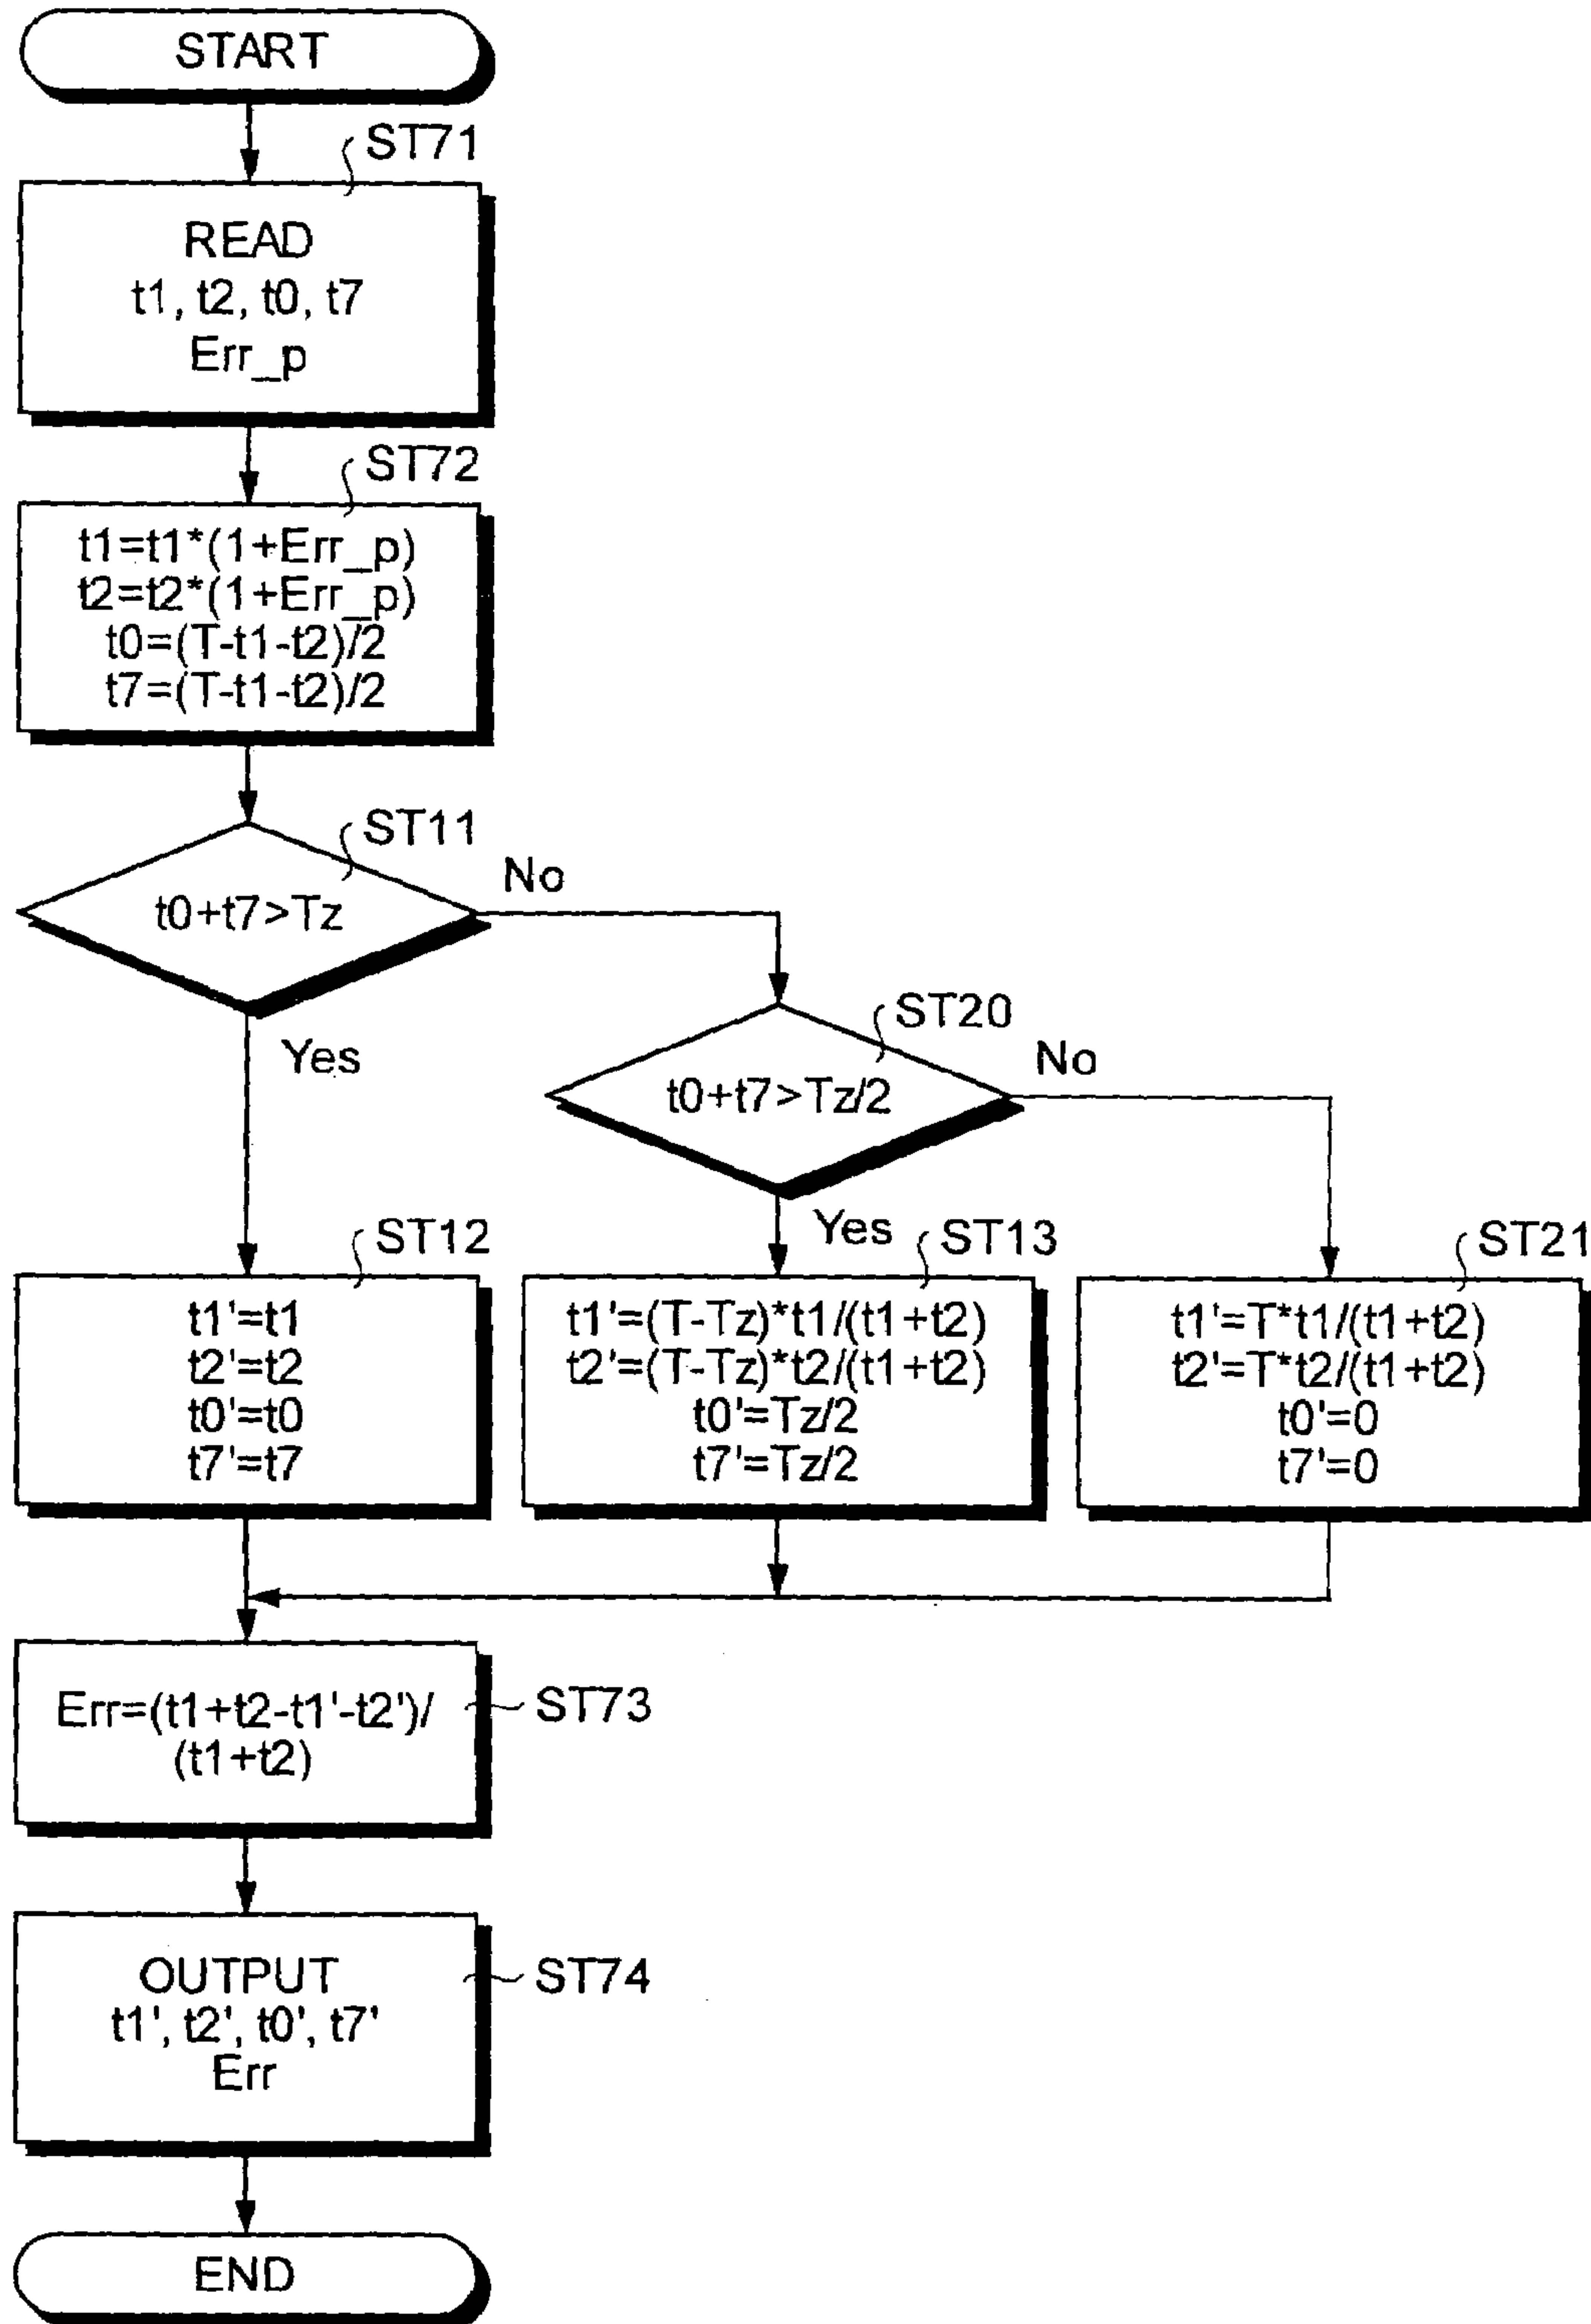 START
ST71
READ
t1, t2, t0, t7
Err_p
ST72
t1=t1*(1+Err_p)
t2=t2*(1+Err_p)
t0=(T-t1-t2)/2
t7=(T-t1-t2)/2
ST11
t0+t7>Tz
No
Yes
ST20
t0+t7>Tz/2
No
Yes
ST12
t1'=t1
t2'=t2
t0'=t0
t7'=t7
ST13
t1'=(T-Tz)*t1/(t1+t2)
t2'=(T-Tz)*t2/(t1+t2)
t0'=Tz/2
t7'=Tz/2
ST21
t1'=T*t1/(t1+t2)
t2'=T*t2/(t1+t2)
t0'=0
t7'=0
Err=(t1+t2-t1'-t2')/
(t1+t2)
ST73
OUTPUT
t1', t2', t0', t7'
Err
ST74
END